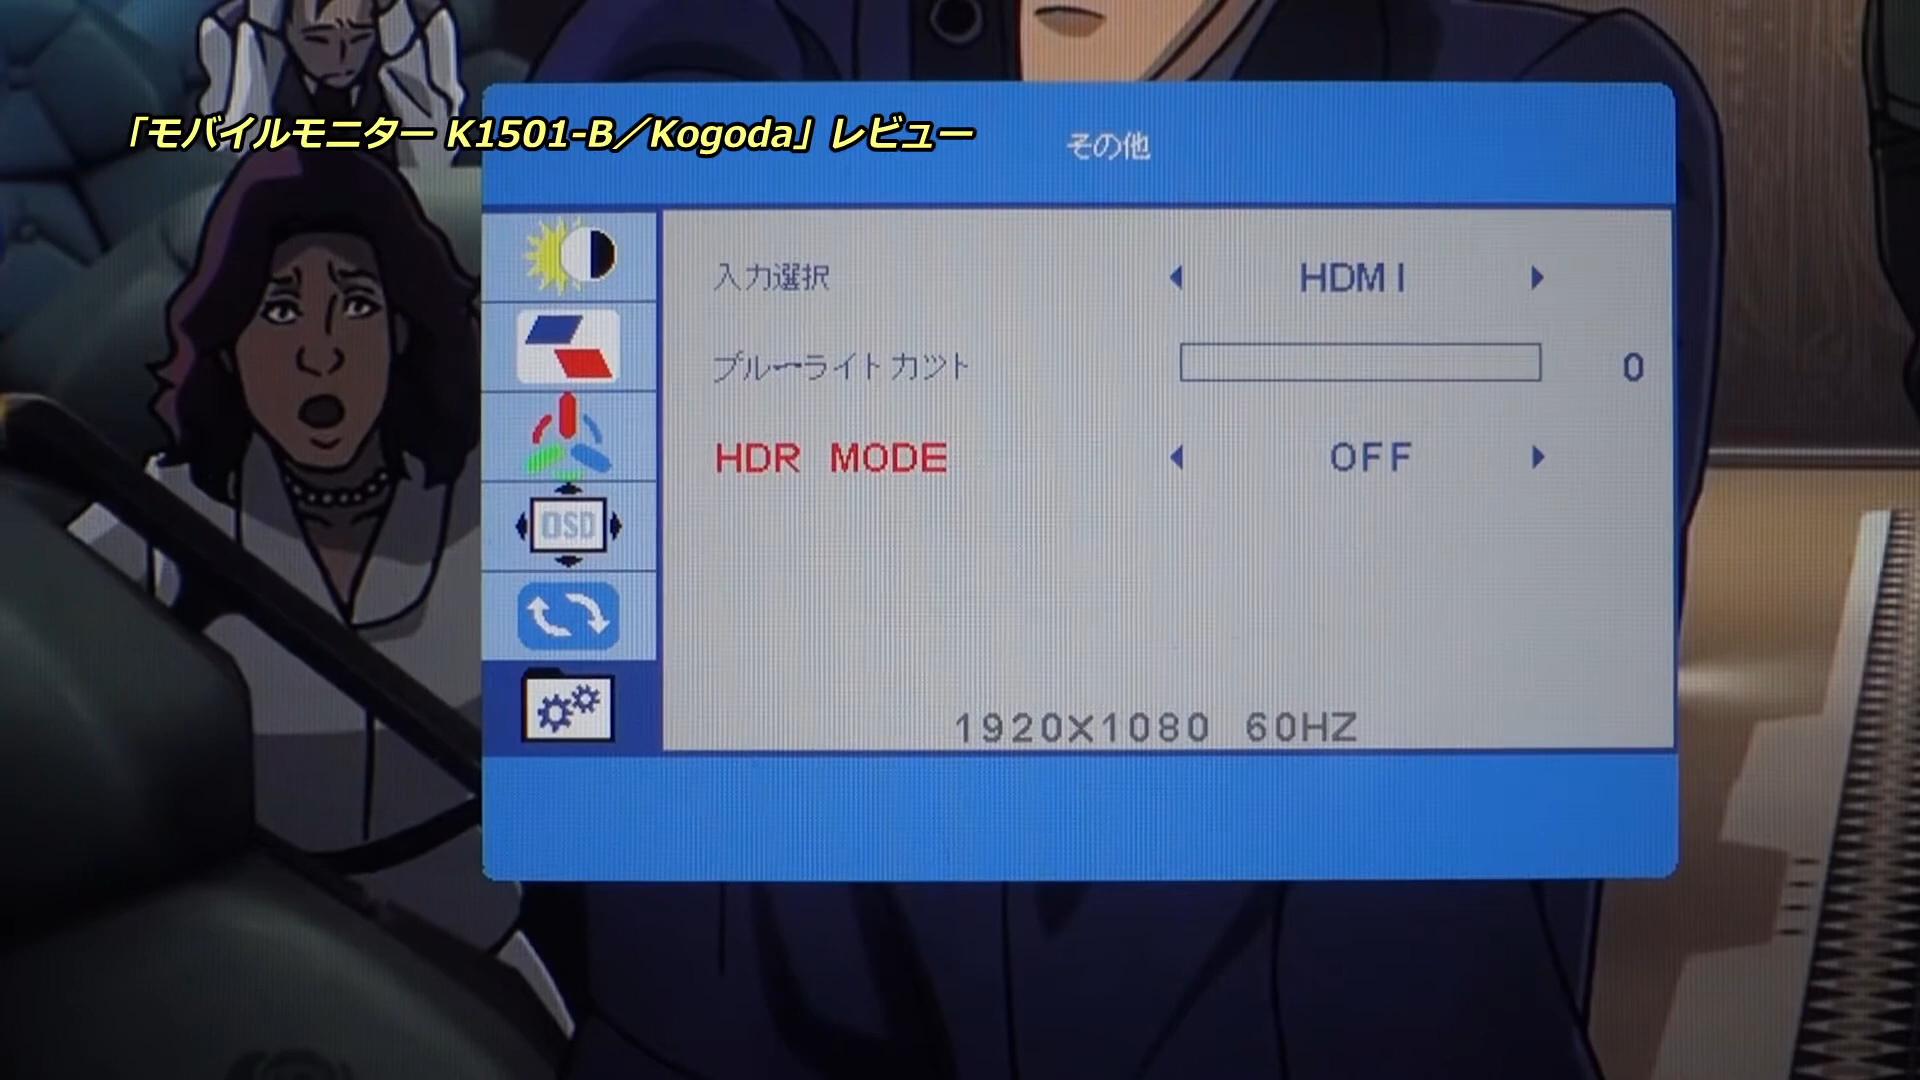 「モバイルモニター K1501-B／Kogoda」レビュー
その他
入力選択 HDMI
ブルーライトカット 0
HDR MODE OFF
OSD
1920X1080 60HZ